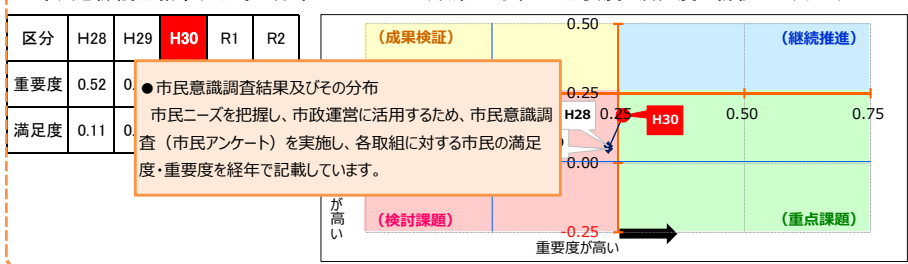 区分 H28 H29 H30 R1 R2
重要度 0.52 0.
満足度 0.11 0.
●市民意識調査結果及びその分布
市民ニーズを把握し、市政運営に活用するため、市民意識調
査（市民アンケート）を実施し、各取組に対する市民の満足
度・重要度を経年で記載しています。
（成果検証）
0.50
（継続推進）
0.25
H28
0.25
H30
0.50
0.75
0.00
が高い
（検討課題）
（重点課題）
-0.25
重要度が高い